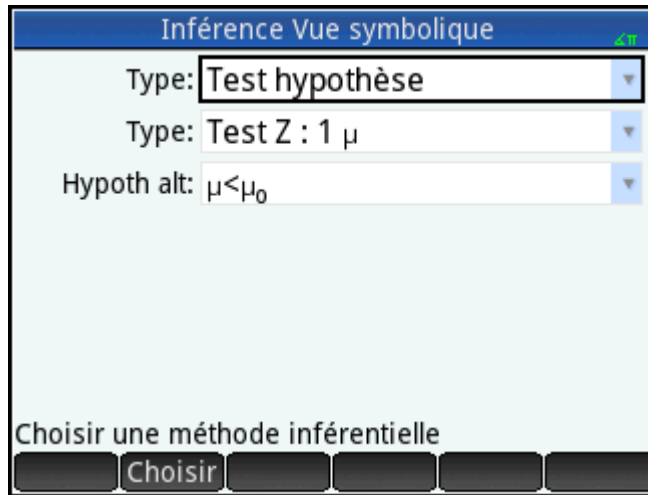 Inférence Vue symbolique
∡π
Type: Test hypothèse
Type: Test Z : 1 μ
Hypoth alt: μ<μ₀
Choisir une méthode inférentielle
Choisir